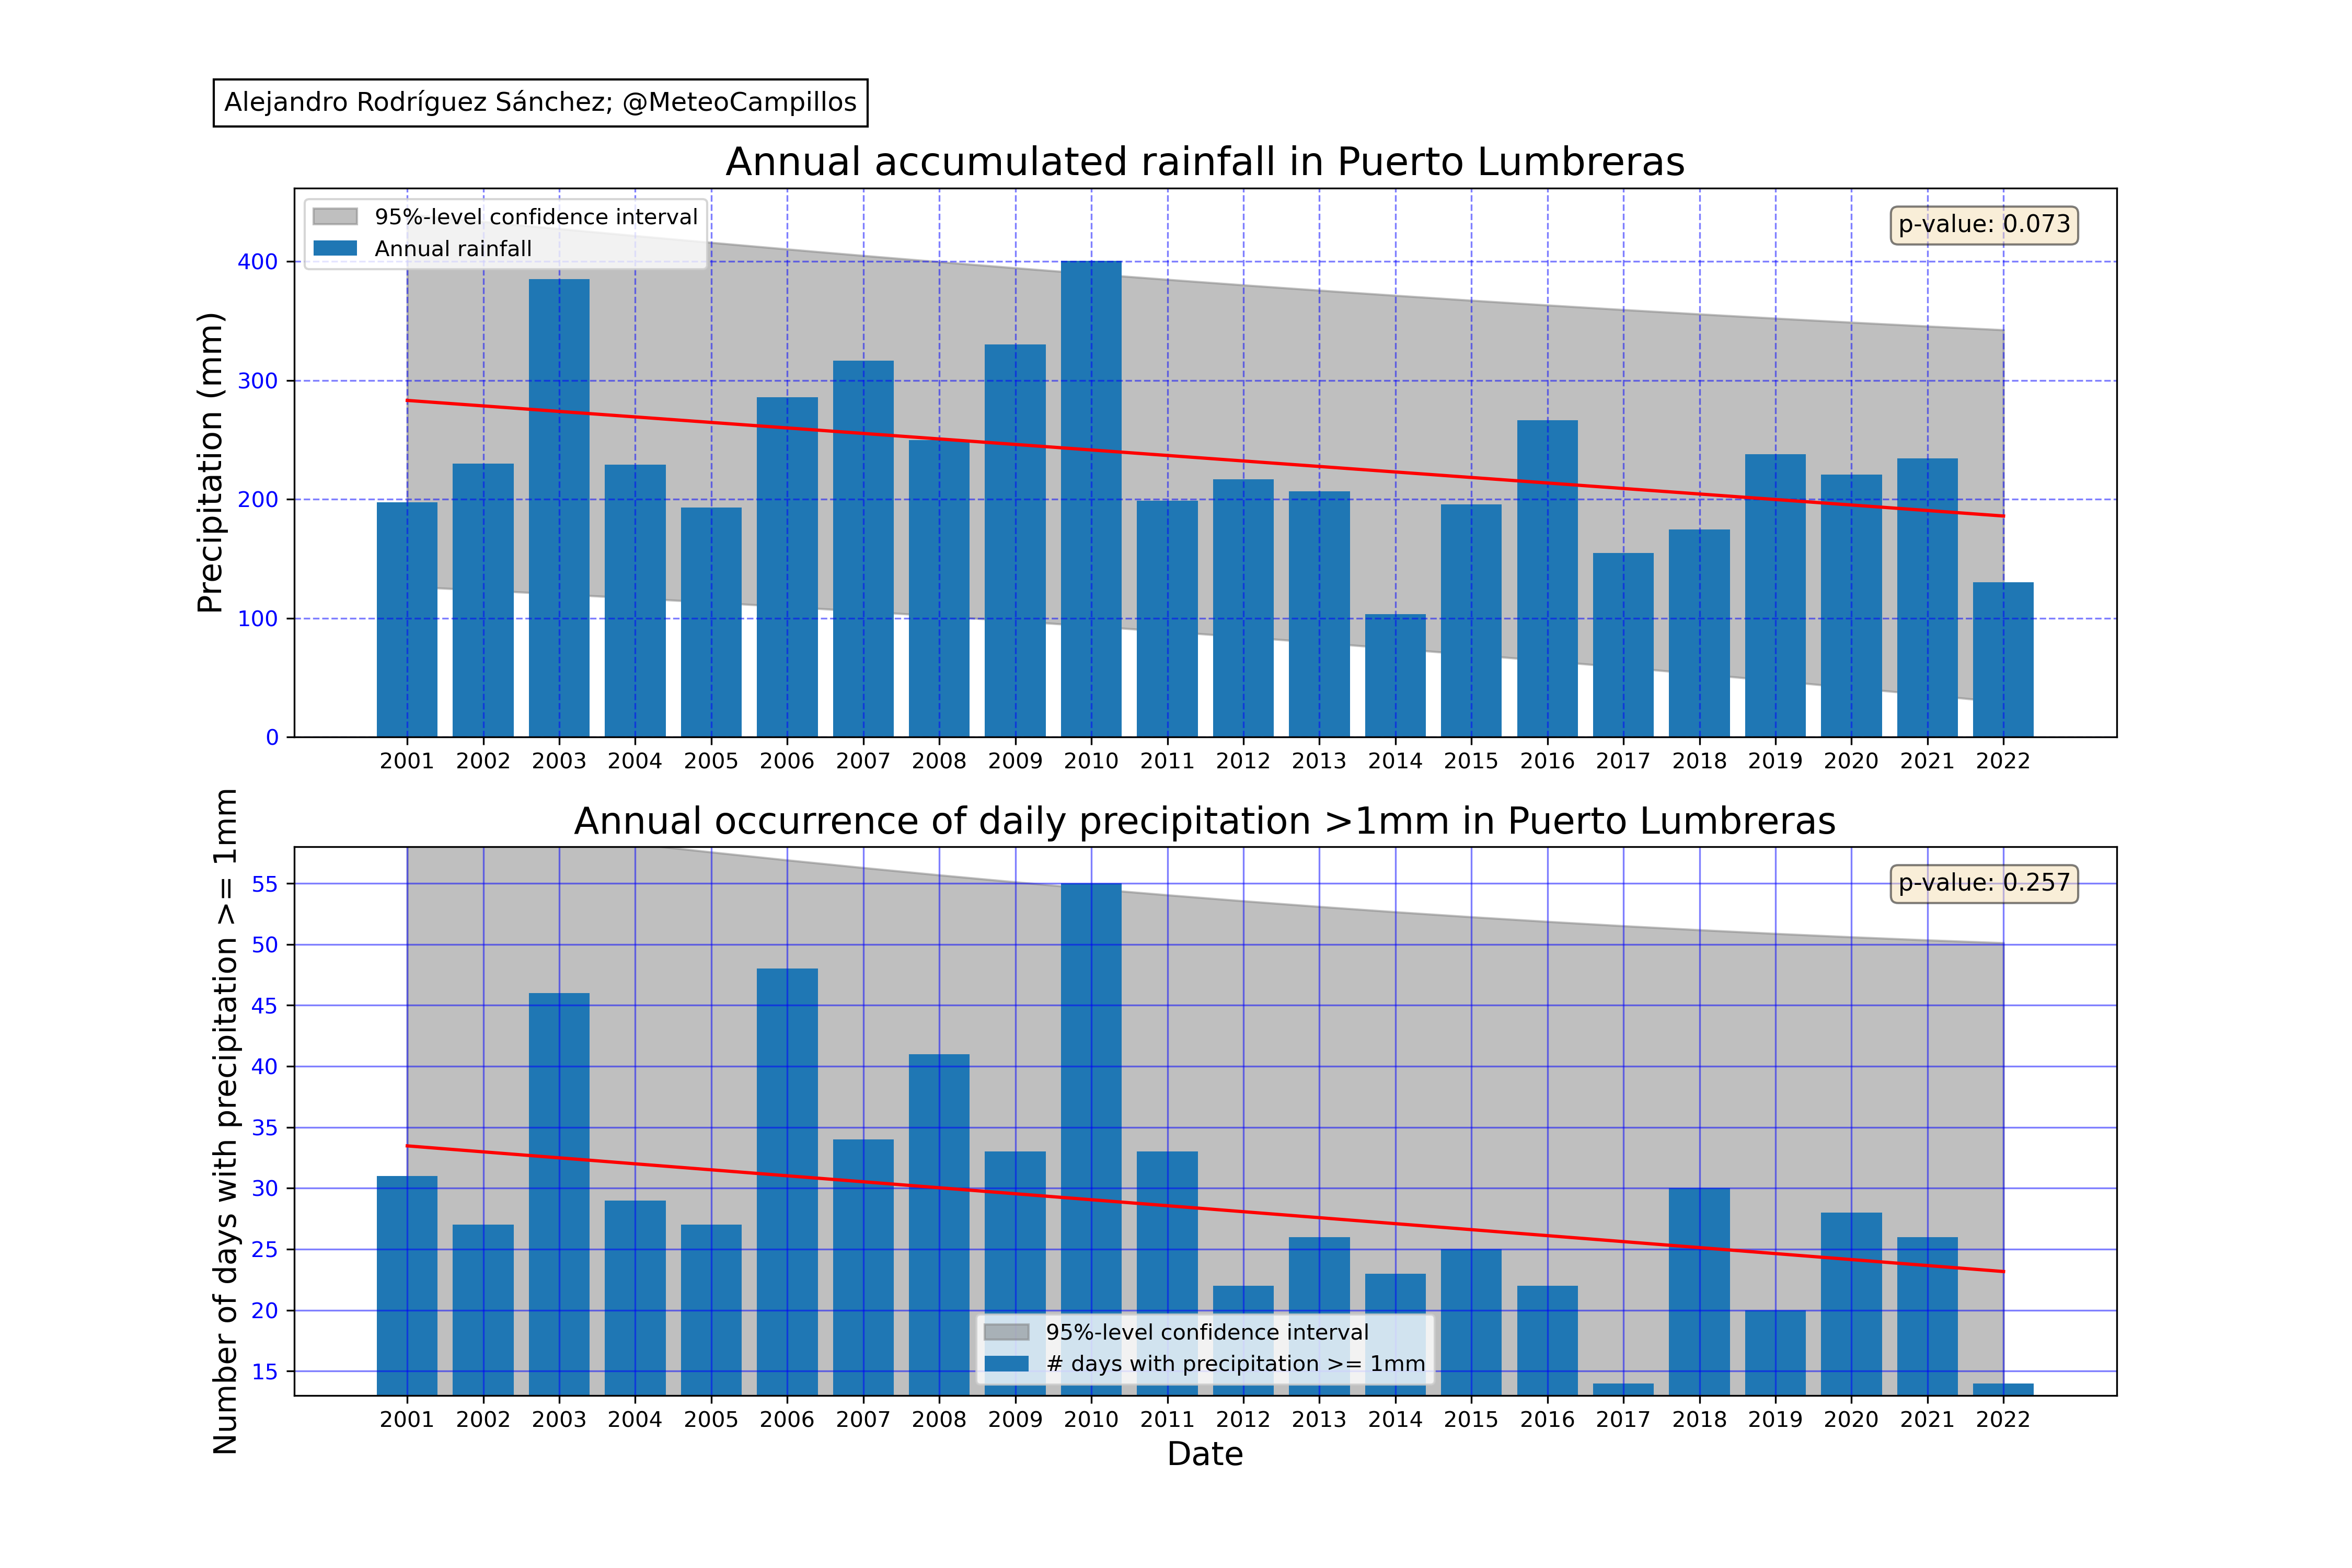 Alejandro Rodríguez Sánchez; @MeteoCampillos
Annual accumulated rainfall in Puerto Lumbreras
95%-level confidence interval
Annual rainfall
p-value: 0.073
Precipitation (mm)
400
300
200
100
0
2001 2002 2003 2004 2005 2006 2007 2008 2009 2010 2011 2012 2013 2014 2015 2016 2017 2018 2019 2020 2021 2022
Annual occurrence of daily precipitation >1mm in Puerto Lumbreras
p-value: 0.257
Number of days with precipitation >= 1mm
55
50
45
40
35
30
25
20
15
95%-level confidence interval
# days with precipitation >= 1mm
2001 2002 2003 2004 2005 2006 2007 2008 2009 2010 2011 2012 2013 2014 2015 2016 2017 2018 2019 2020 2021 2022
Date